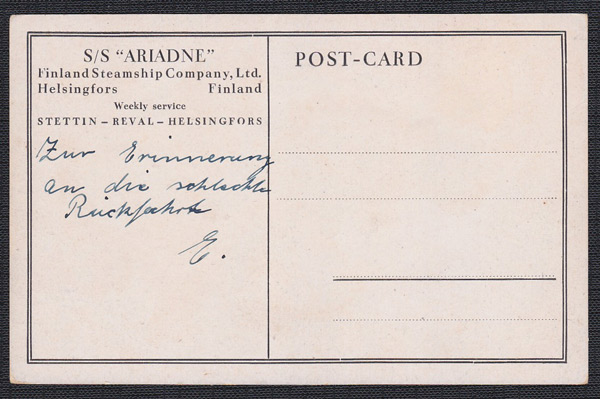 S/S "ARIADNE"
Finland Steamship Company, Ltd.
Helsingfors Finland
Weekly service
STETTIN – REVAL – HELSINGFORS
Zur Erinnerung
an die schlechte
Rückfahrt
E.
POST-CARD